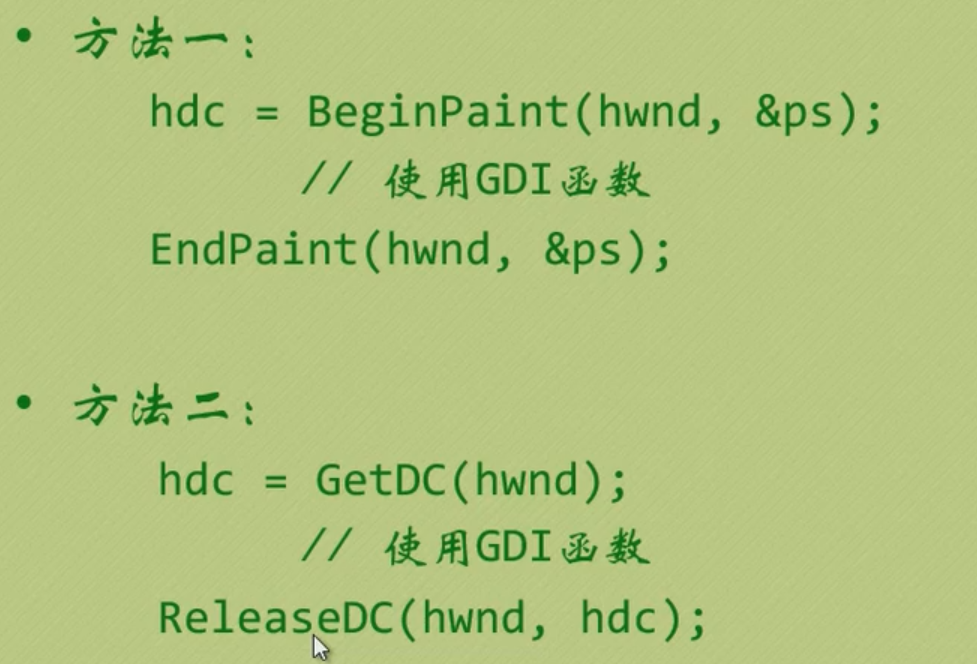 • 方法一：
hdc = BeginPaint(hwnd, &ps);
// 使用GDI函数
EndPaint(hwnd, &ps);
• 方法二：
hdc = GetDC(hwnd);
// 使用GDI函数
ReleaseDC(hwnd, hdc);